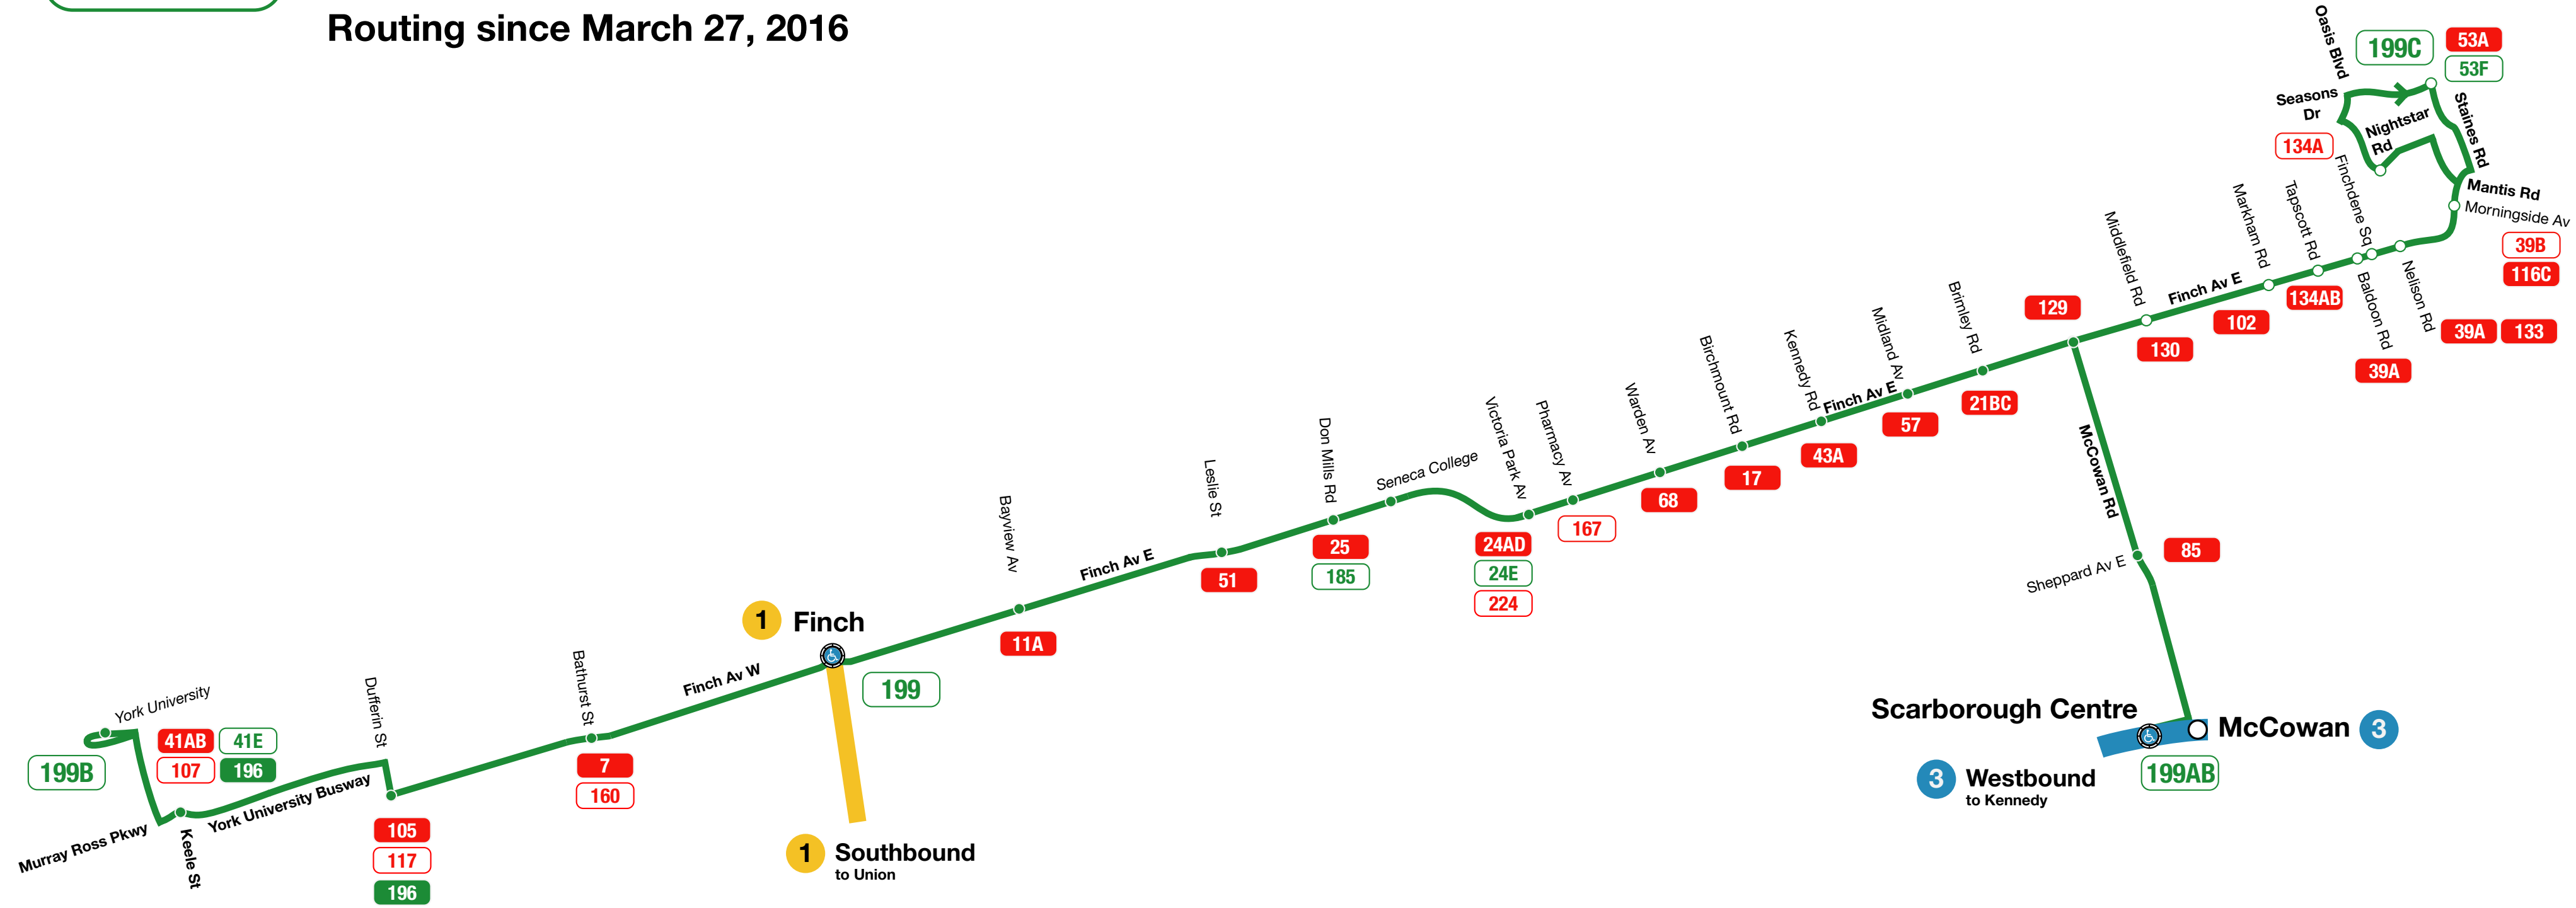 Routing since March 27, 2016
Oasis Blvd
199C
53A
53F
Seasons
Dr
Nightstar
Rd
Staines Rd
134A
Mantis Rd
Morningside Av
39B
116C
Finchdene Sq
Tapscott Rd
Markham Rd
Middlefield Rd
Finch Av E
134AB
Baldoon Rd
Nelison Rd
39A
133
102
39A
129
130
Brimley Rd
Midland Av
Kennedy Rd
Birchmount Rd
Finch Av E
21BC
57
43A
17
Warden Av
68
Pharmacy Av
Victoria Park Av
167
24AD
24E
224
Seneca College
Don Mills Rd
25
185
Leslie St
51
Finch Av E
Bayview Av
11A
McCowan Rd
85
Sheppard Av E
Scarborough Centre
McCowan
3
199AB
3
Westbound
to Kennedy
1
Finch
199
1
Southbound
to Union
Finch Av W
Bathurst St
7
160
Dufferin St
105
117
196
York University
41AB
41E
107
196
199B
York University Busway
Murray Ross Pkwy
Keele St